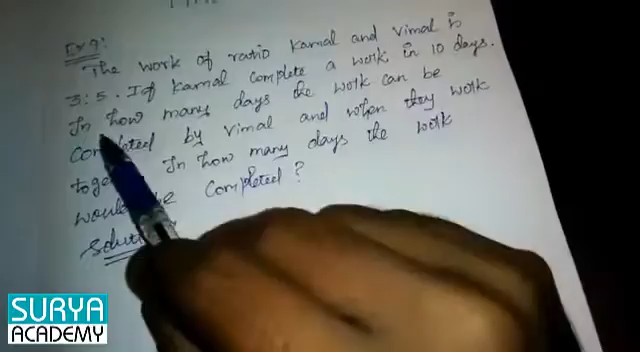 Ex 9:
The work of ratio Kamal and Vimal is
3:5. If Kamal complete a work in 10 days.
In how many days the work can be
completed by Vimal and when they work
toge In how many days the work
would be completed?
Solut
SURYA
ACADEMY